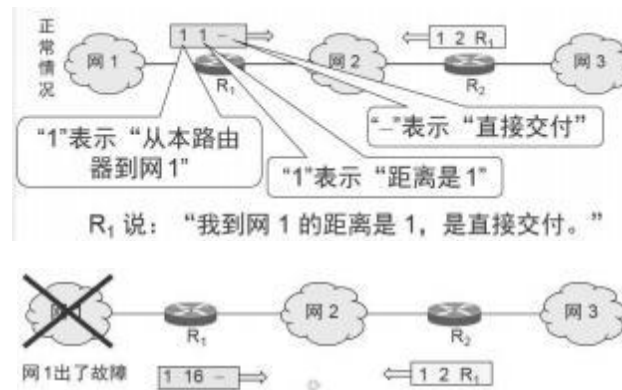 正常情况
1 1 –
1 2 R₁
网1
网2
网3
R₁
R₂
“1”表示“从本路由
器到网1”
“–”表示“直接交付”
“1”表示“距离是1”
R₁ 说：“我到网 1 的距离是 1，是直接交付。”
网2
网3
R₁
R₂
网1出了故障
1 16 –
1 2 R₁